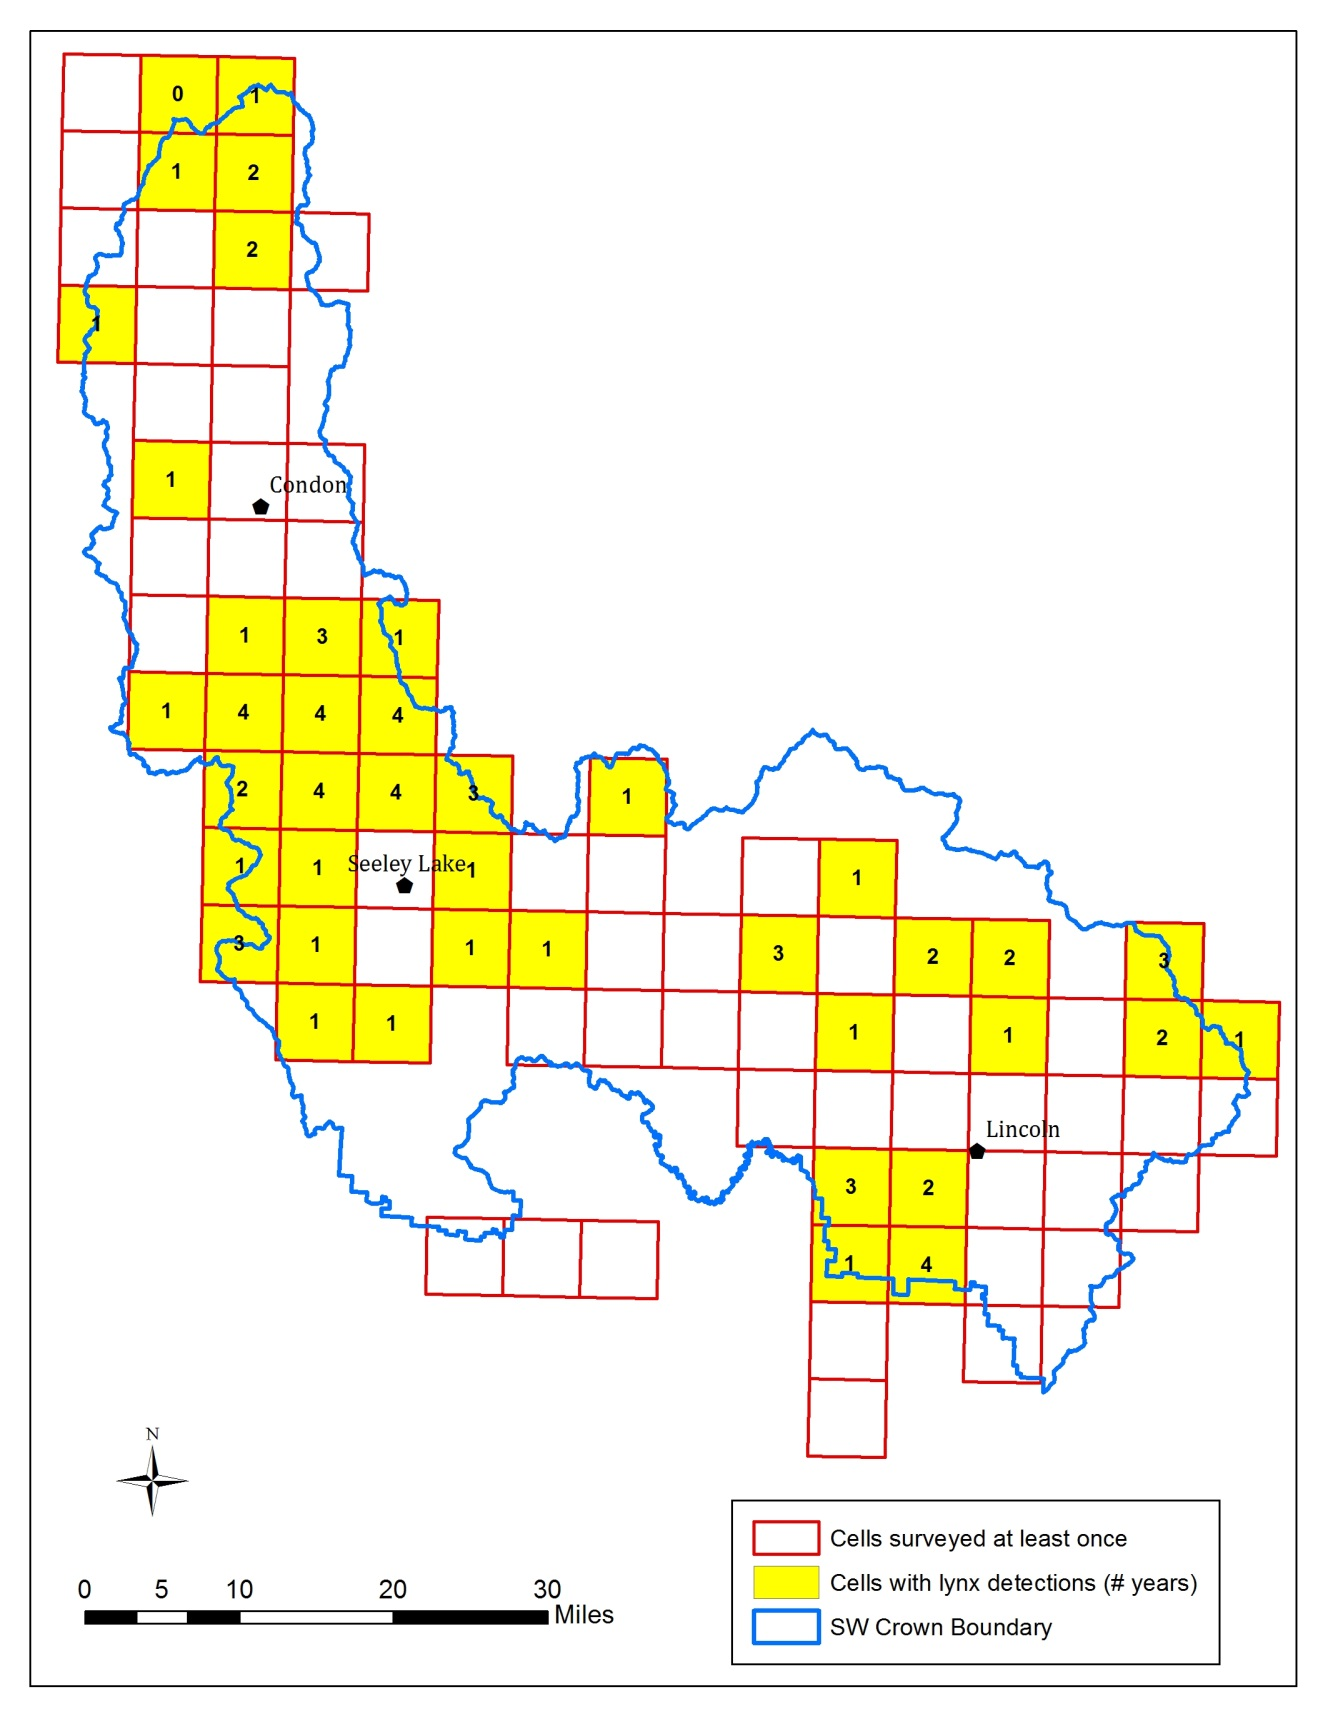 0 1
1 2
2
1
1
Condon
1 3 1
1 4 4 4
2 4 4 3 1
1 1 Seeley Lake 1 1
3 1 1 1 3 2 2 3
1 1 1 1 2 1
Lincoln
3 2
1 4
N
0 5 10 20 30
Miles
Cells surveyed at least once
Cells with lynx detections (# years)
SW Crown Boundary